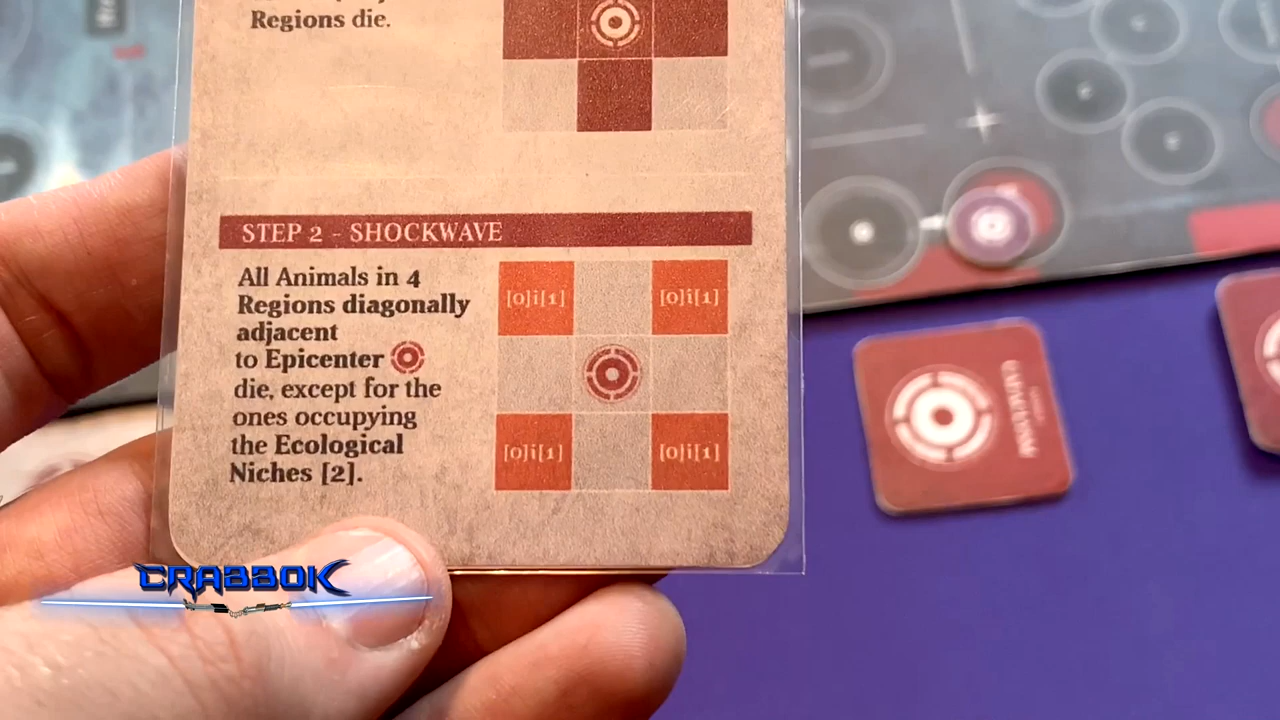 Regions die.
STEP 2 - SHOCKWAVE
All Animals in 4
Regions diagonally
adjacent
to Epicenter
die, except for the
ones occupying
the Ecological
Niches [2].
[0]i[1] [0]i[1]
[0]i[1] [0]i[1]
CRABBOK